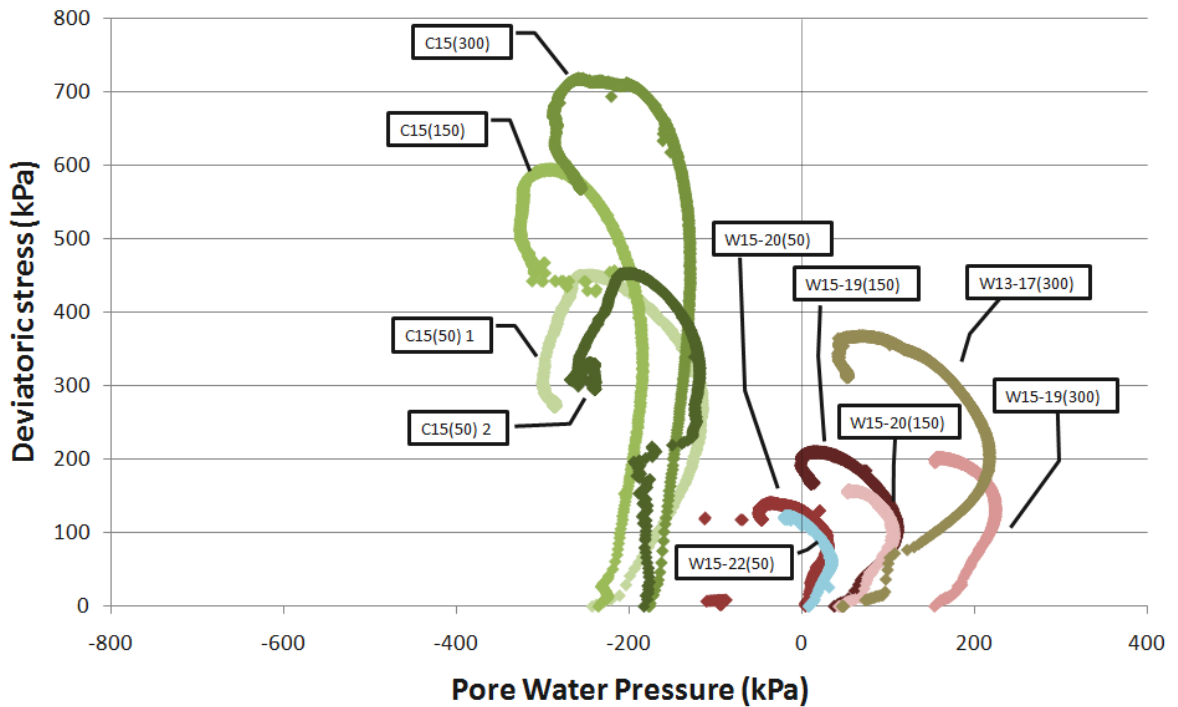 800
700
600
500
400
300
200
100
0
-800
-600
-400
-200
0
200
400
Deviatoric stress (kPa)
Pore Water Pressure (kPa)
C15(300)
C15(150)
C15(50) 1
C15(50) 2
W15-20(50)
W15-19(150)
W13-17(300)
W15-19(300)
W15-20(150)
W15-22(50)